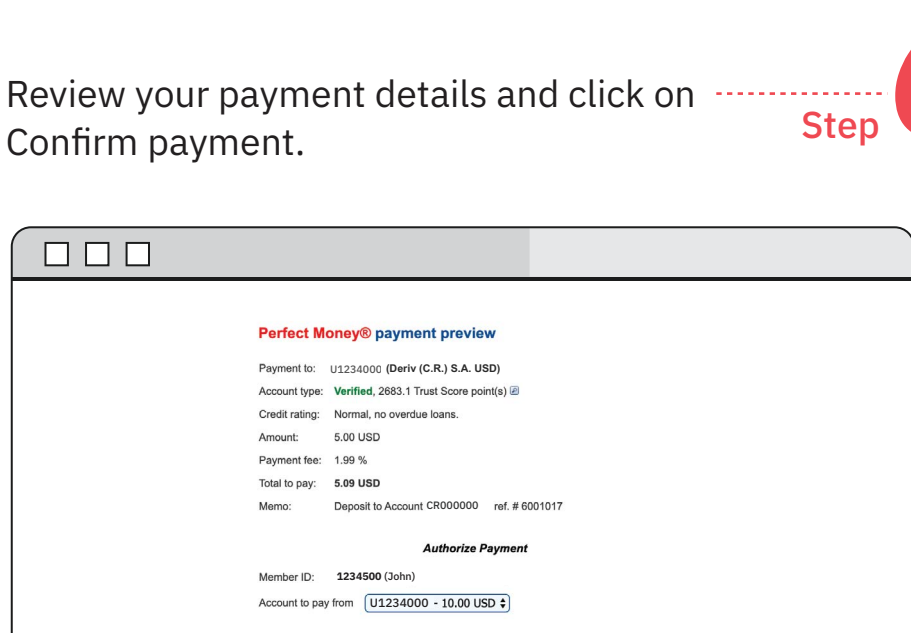 Review your payment details and click on
Confirm payment.
Step
Perfect Money® payment preview
Payment to: U1234000 (Deriv (C.R.) S.A. USD)
Account type: Verified, 2683.1 Trust Score point(s)
Credit rating: Normal, no overdue loans.
Amount: 5.00 USD
Payment fee: 1.99 %
Total to pay: 5.09 USD
Memo: Deposit to Account CR000000 ref. # 6001017
Authorize Payment
Member ID: 1234500 (John)
Account to pay from U1234000 - 10.00 USD